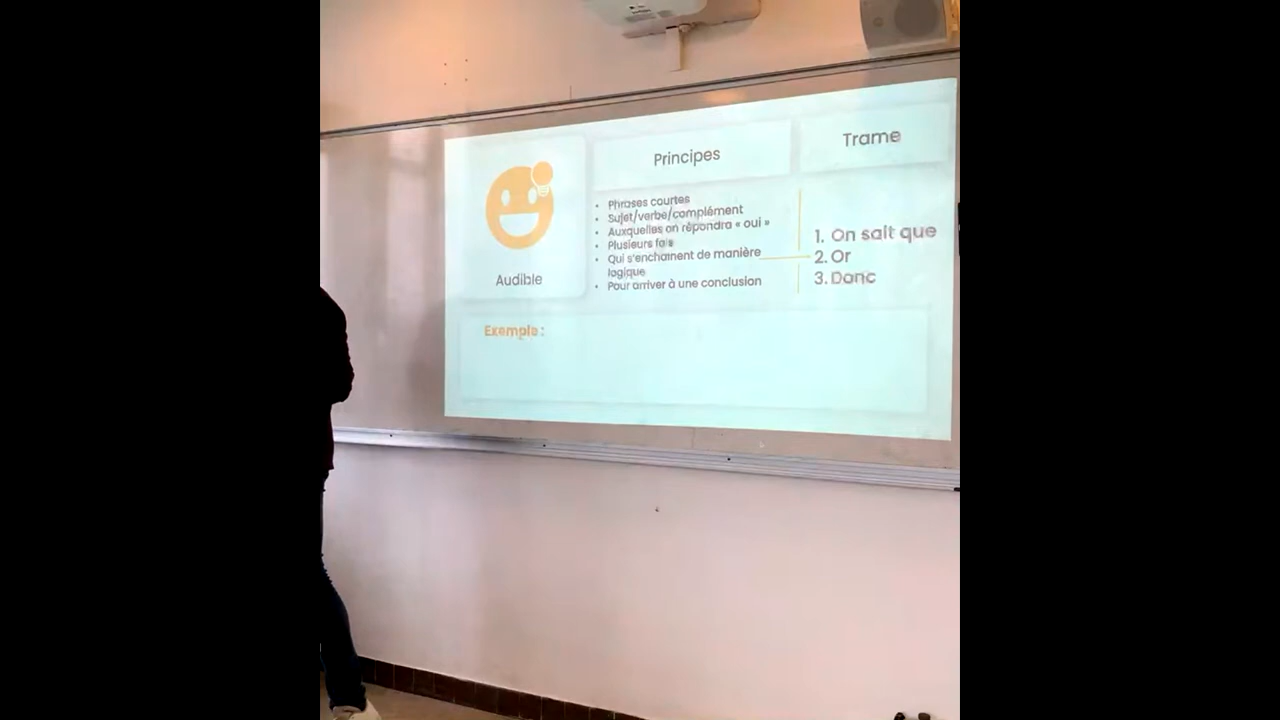 Audible
Principes
• Phrases courtes
• Sujet/verbe/complément
• Auxquelles on répondra « oui »
• Plusieurs fois
• Qui s'enchaînent de manière
logique
• Pour arriver à une conclusion
Trame
1. On sait que
2. Or
3. Donc
Exemple :